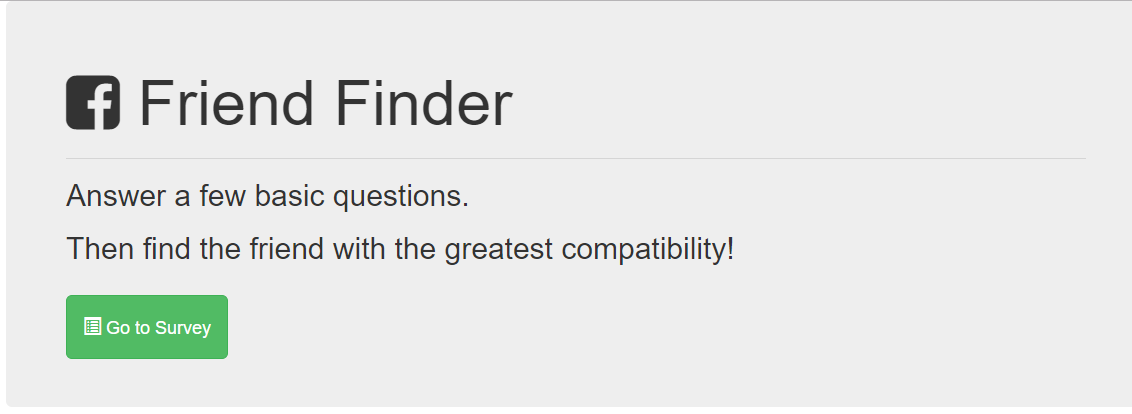 Friend Finder
Answer a few basic questions.
Then find the friend with the greatest compatibility!
Go to Survey